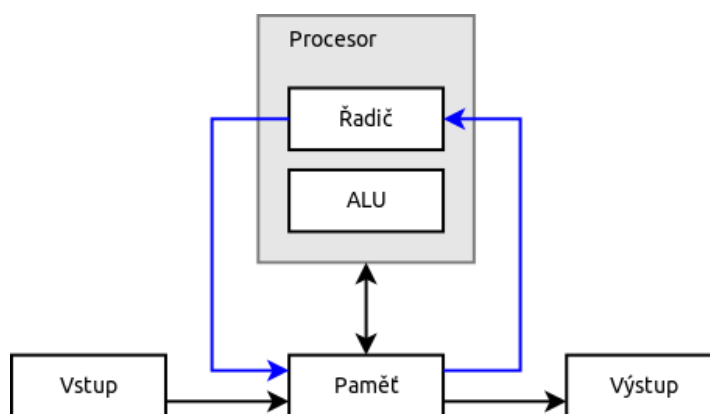 Procesor
Řadič
ALU
Vstup
Paměť
Výstup